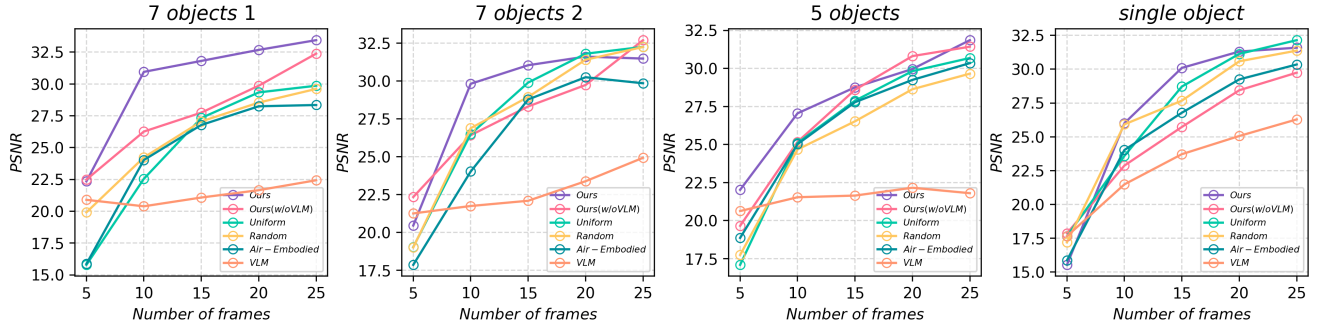 7 objects 1
PSNR
32.5
30.0
27.5
25.0
22.5
20.0
17.5
15.0
5 10 15 20 25
Number of frames
Ours
Ours(w/oVLM)
Uniform
Random
Air−Embodied
VLM
7 objects 2
PSNR
32.5
30.0
27.5
25.0
22.5
20.0
17.5
5 10 15 20 25
Number of frames
Ours
Ours(w/oVLM)
Uniform
Random
Air−Embodied
VLM
5 objects
PSNR
32.5
30.0
27.5
25.0
22.5
20.0
17.5
5 10 15 20 25
Number of frames
Ours
Ours(w/oVLM)
Uniform
Random
Air−Embodied
VLM
single object
PSNR
32.5
30.0
27.5
25.0
22.5
20.0
17.5
15.0
5 10 15 20 25
Number of frames
Ours
Ours(w/oVLM)
Uniform
Random
Air−Embodied
VLM